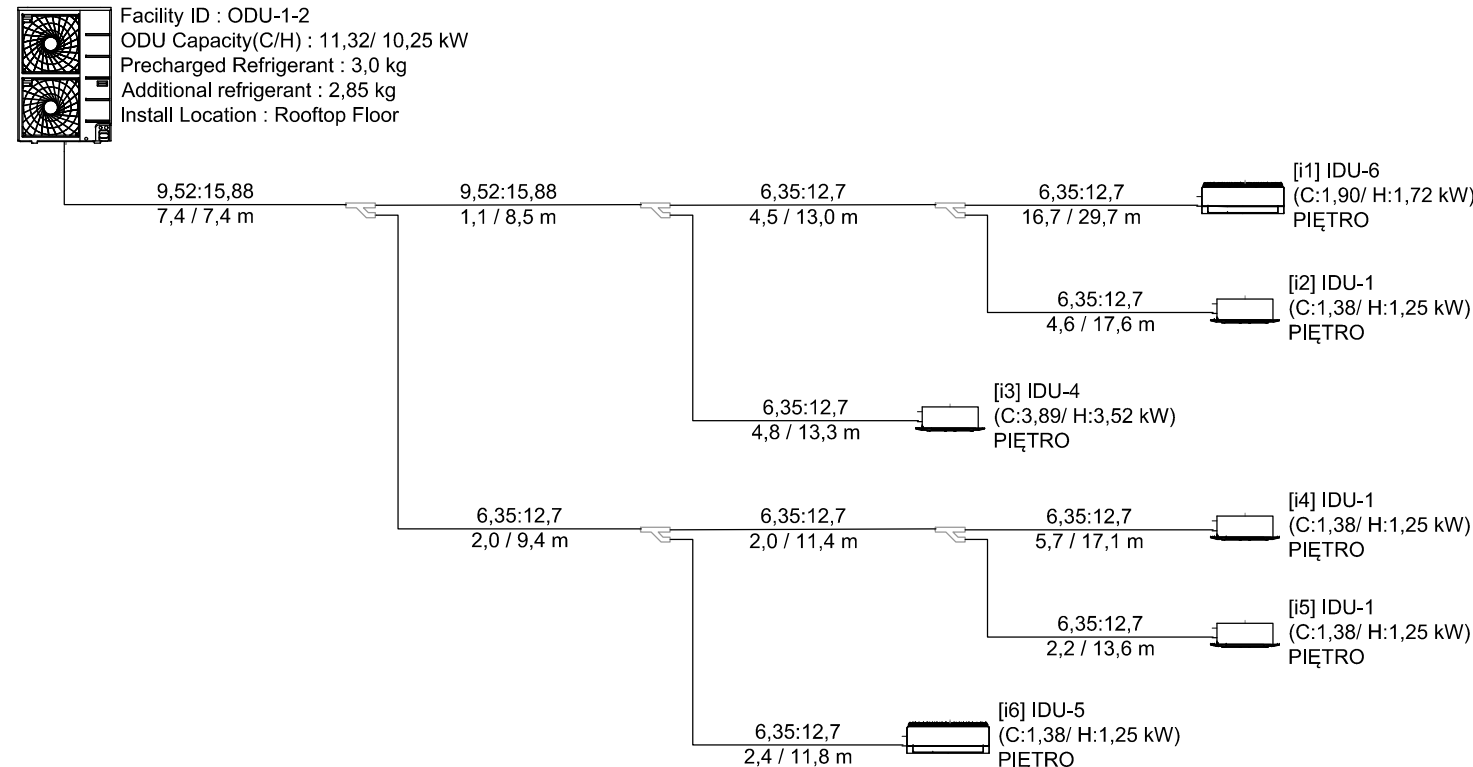 Facility ID : ODU-1-2
ODU Capacity(C/H) : 11,32/ 10,25 kW
Precharged Refrigerant : 3,0 kg
Additional refrigerant : 2,85 kg
Install Location : Rooftop Floor
9,52:15,88
7,4 / 7,4 m
9,52:15,88
1,1 / 8,5 m
6,35:12,7
4,5 / 13,0 m
6,35:12,7
16,7 / 29,7 m
[i1] IDU-6
(C:1,90/ H:1,72 kW)
PIĘTRO
6,35:12,7
4,6 / 17,6 m
[i2] IDU-1
(C:1,38/ H:1,25 kW)
PIĘTRO
6,35:12,7
4,8 / 13,3 m
[i3] IDU-4
(C:3,89/ H:3,52 kW)
PIĘTRO
6,35:12,7
2,0 / 9,4 m
6,35:12,7
2,0 / 11,4 m
6,35:12,7
5,7 / 17,1 m
[i4] IDU-1
(C:1,38/ H:1,25 kW)
PIĘTRO
6,35:12,7
2,2 / 13,6 m
[i5] IDU-1
(C:1,38/ H:1,25 kW)
PIĘTRO
6,35:12,7
2,4 / 11,8 m
[i6] IDU-5
(C:1,38/ H:1,25 kW)
PIĘTRO